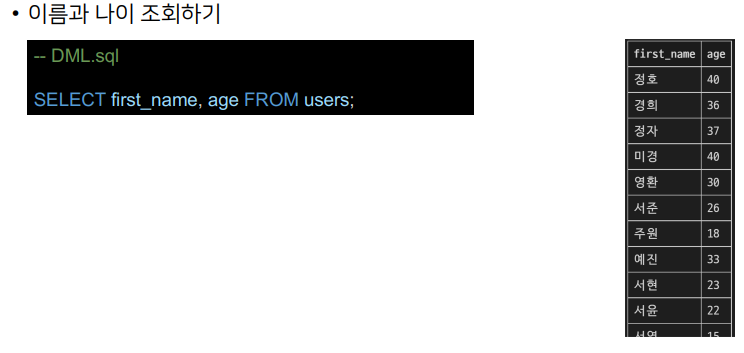 • 이름과 나이 조회하기
-- DML.sql
SELECT first_name, age FROM users;
first_name age
정호 40
경희 36
정자 37
미경 40
영환 30
서준 26
주원 18
예진 33
서현 23
서윤 22
서영 15